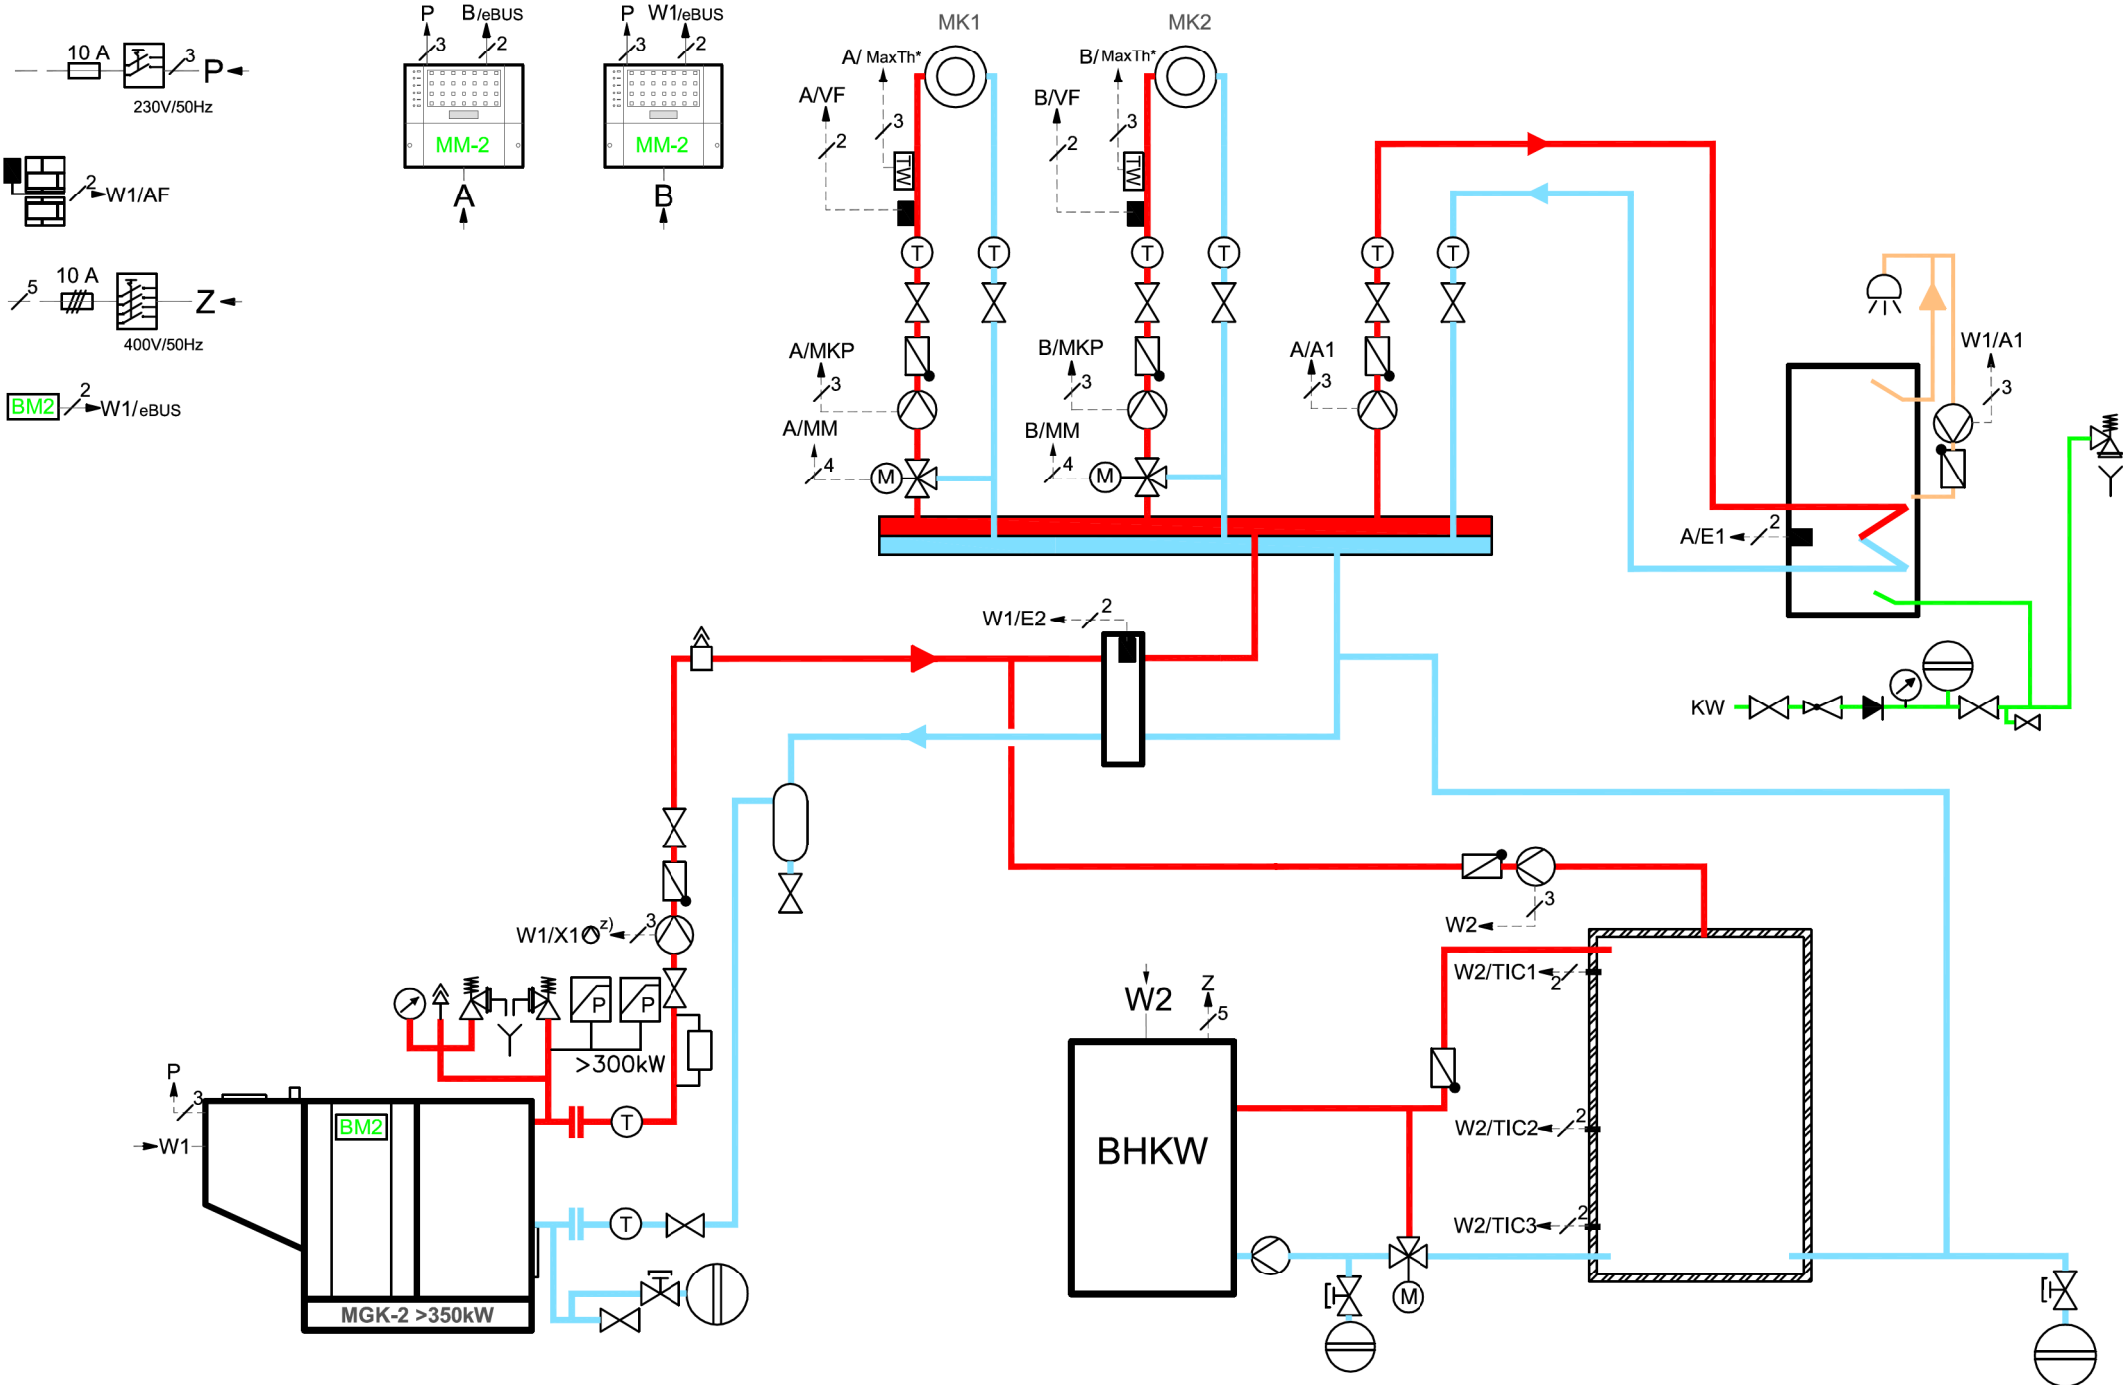 10 A
3
P
230V/50Hz
2
W1/AF
5
10 A
Z
400V/50Hz
BM2
2
W1/eBUS
P
B/eBUS
3
2
MM-2
A
P
W1/eBUS
3
2
MM-2
B
MK1
A/ MaxTh*
A/VF
3
2
TW
T
T
A/MKP
3
A/MM
4
M
MK2
B/ MaxTh*
B/VF
3
2
TW
T
T
B/MKP
3
B/MM
4
M
T
T
A/A1
3
W1/A1
3
A/E1
2
KW
W1/E2
2
W1/X1 z)
3
P
P
>300kW
T
P
3
W1
BM2
T
MGK-2 >350kW
W2
3
W2
Z
5
BHKW
W2/TIC1
2
W2/TIC2
2
W2/TIC3
2
M